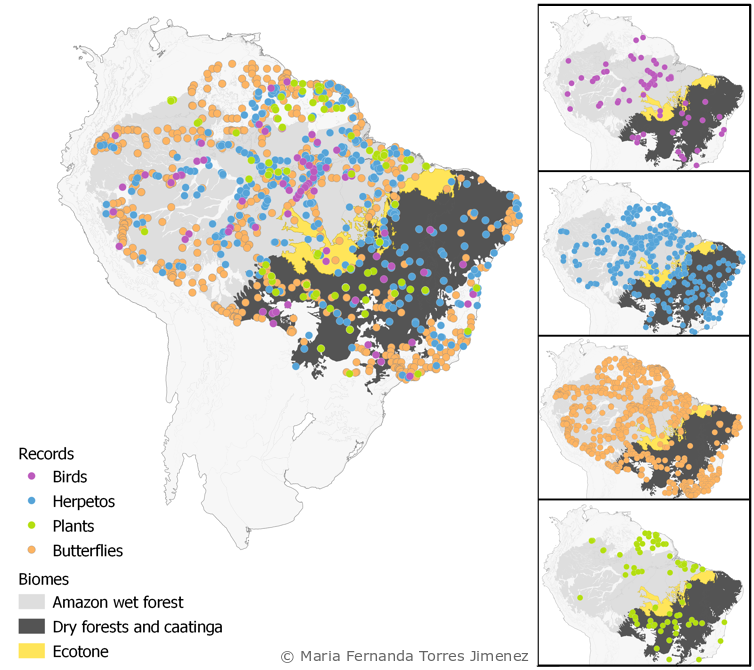 Records
Birds
Herpetos
Plants
Butterflies
Biomes
Amazon wet forest
Dry forests and caatinga
Ecotone
© Maria Fernanda Torres Jimenez